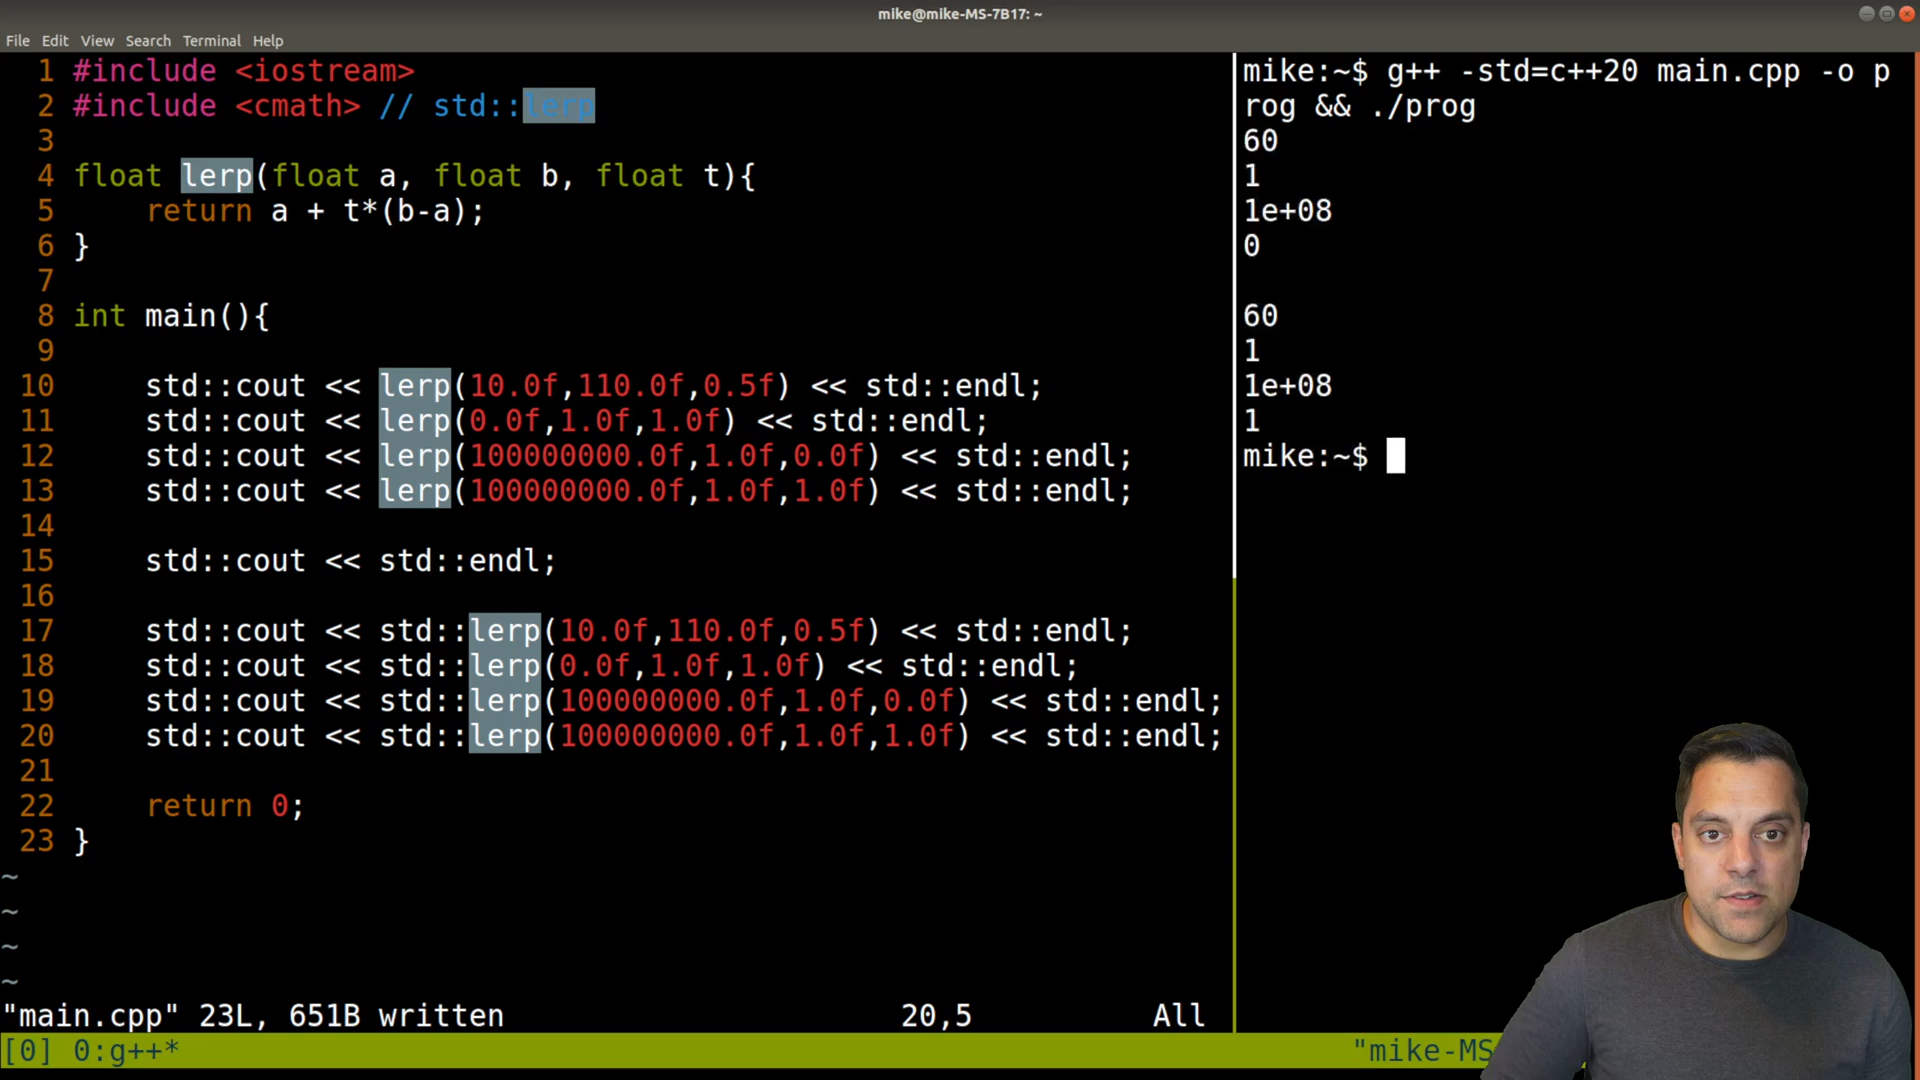 mike@mike-MS-7B17: ~
File Edit View Search Terminal Help
1 #include <iostream>
2 #include <cmath> // std::lerp
3
4 float lerp(float a, float b, float t){
5     return a + t*(b-a);
6 }
7
8 int main(){
9
10     std::cout << lerp(10.0f,110.0f,0.5f) << std::endl;
11     std::cout << lerp(0.0f,1.0f,1.0f) << std::endl;
12     std::cout << lerp(100000000.0f,1.0f,0.0f) << std::endl;
13     std::cout << lerp(100000000.0f,1.0f,1.0f) << std::endl;
14
15     std::cout << std::endl;
16
17     std::cout << std::lerp(10.0f,110.0f,0.5f) << std::endl;
18     std::cout << std::lerp(0.0f,1.0f,1.0f) << std::endl;
19     std::cout << std::lerp(100000000.0f,1.0f,0.0f) << std::endl;
20     std::cout << std::lerp(100000000.0f,1.0f,1.0f) << std::endl;
21
22     return 0;
23 }
~
~
~
~
"main.cpp" 23L, 651B written 20,5 All
mike:~$ g++ -std=c++20 main.cpp -o p
rog && ./prog
60
1
1e+08
0

60
1
1e+08
1
mike:~$
[0] 0:g++* "mike-MS